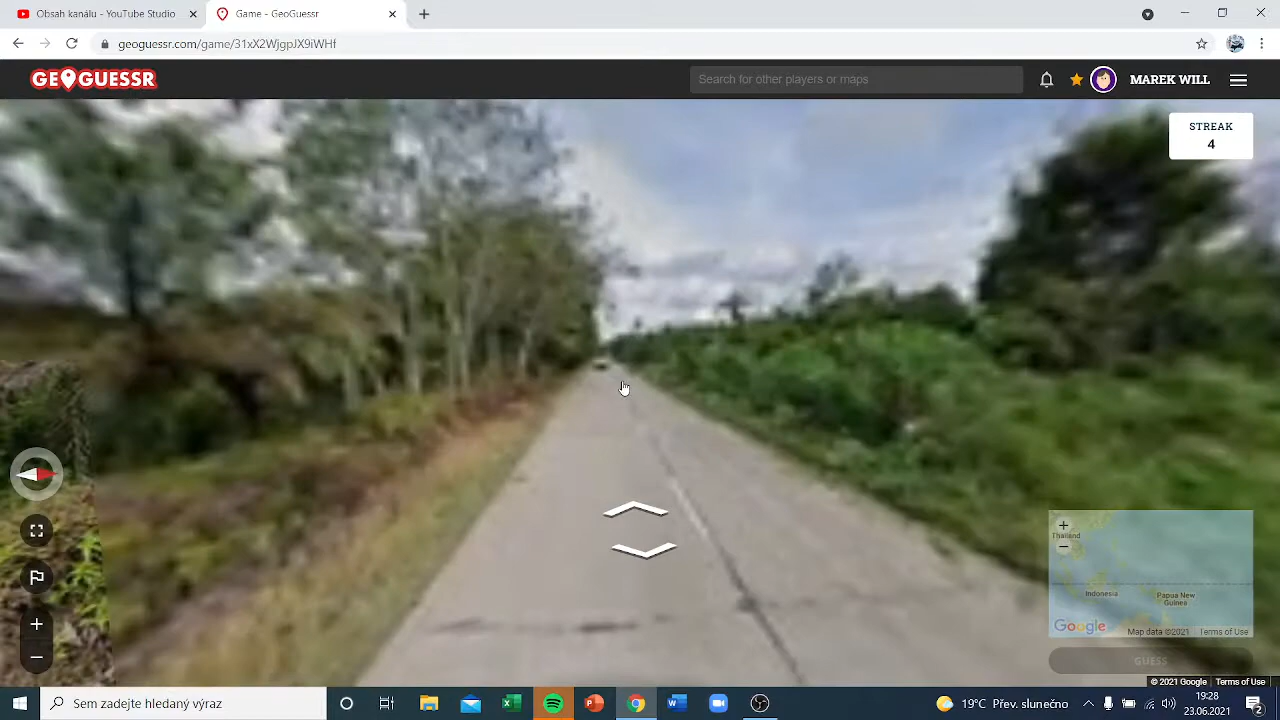 Obsah kanálu - YouTube Studio
Game - GeoGuessr
geoguessr.com/game/31xX2WjgpJX9iWHf
GEOGUESSR
Search for other players or maps
MAREK WILL
STREAK
4
Thailand
Indonesia
Papua New
Guinea
Google
Map data ©2021
Terms of Use
GUESS
© 2021 Google
Terms of Use
Sem zadejte hledaný výraz
19°C Přev. slunečno
19:28
23.06.2021
2